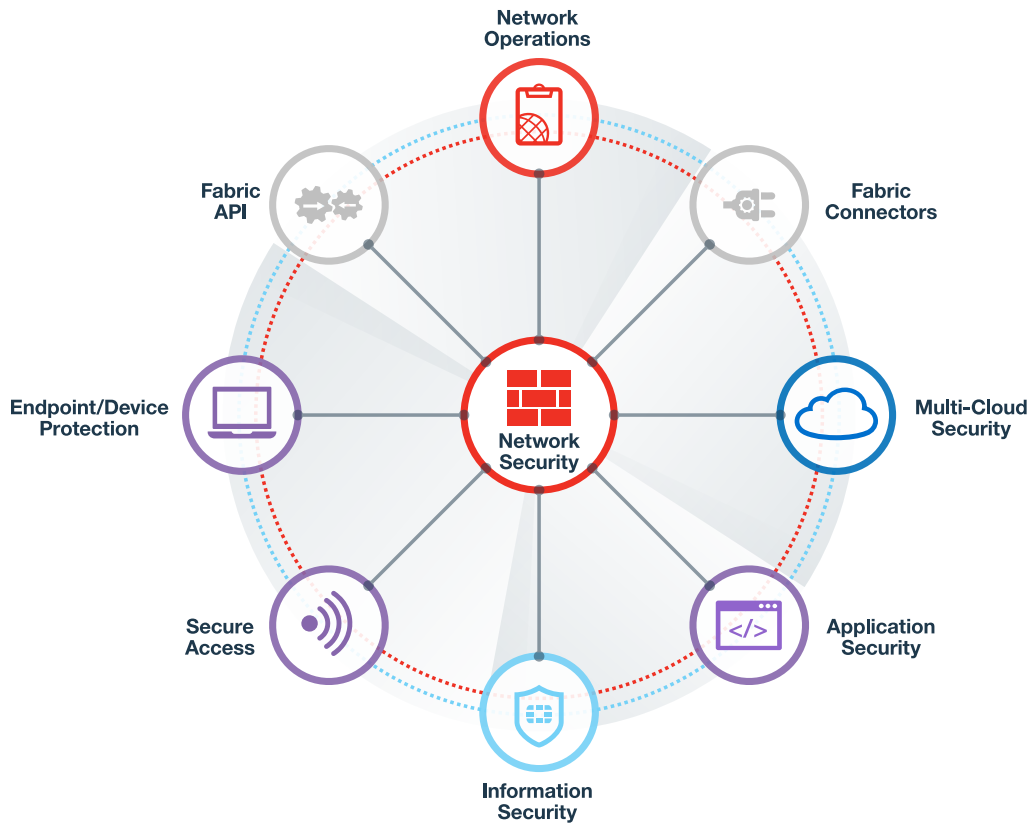 Network
Operations
Fabric
API
Fabric
Connectors
Endpoint/Device
Protection
Network
Security
Multi-Cloud
Security
Secure
Access
</>
Application
Security
Information
Security